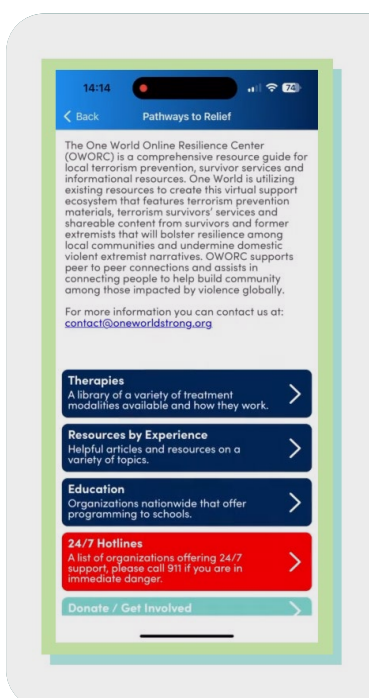 14:14
74
Back
Pathways to Relief
The One World Online Resilience Center
(OWORC) is a comprehensive resource guide for
local terrorism prevention, survivor services and
informational resources. One World is utilizing
existing resources to create this virtual support
ecosystem that features terrorism prevention
materials, terrorism survivors' services and
shareable content from survivors and former
extremists that will bolster resilience among
local communities and undermine domestic
violent extremist narratives. OWORC supports
peer to peer connections and assists in
connecting people to help build community
among those impacted by violence globally.
For more information you can contact us at:
contact@oneworldstrong.org
Therapies
A library of a variety of treatment
modalities available and how they work.
Resources by Experience
Helpful articles and resources on a
variety of topics.
Education
Organizations nationwide that offer
programming to schools.
24/7 Hotlines
A list of organizations offering 24/7
support, please call 911 if you are in
immediate danger.
Donate / Get Involved